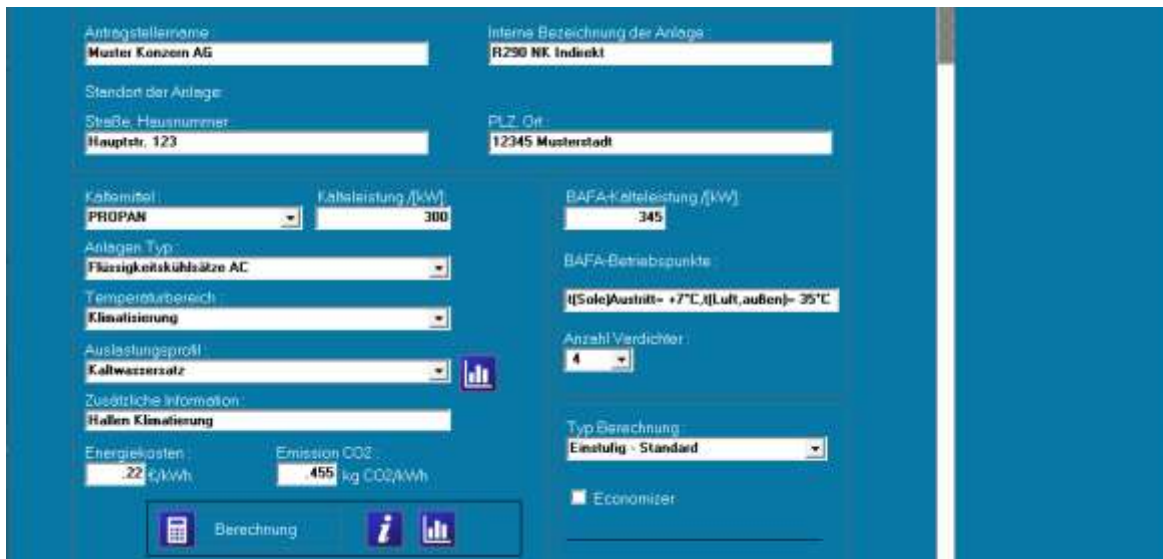 Antragstellername :
Interne Bezeichnung der Anlage :
Muster Konzern AG
R290 NK Indirekt
Standort der Anlage:
Straße, Hausnummer :
PLZ, Ort :
Hauptstr. 123
12345 Musterstadt
Kältemittel :
Kälteleistung /[kW]:
BAFA-Kälteleistung /[kW]:
PROPAN
300
345
Anlagen Typ :
Flüssigkeitskühlsätze AC
BAFA-Betriebspunkte :
Temperaturbereich :
t(Sole)Austritt= +7°C,t(Luft,außen)= 35°C
Klimatisierung
Anzahl Verdichter :
Auslastungsprofil :
4
Kaltwassersatz
Zusätzliche Information :
Hallen Klimatierung
Typ Berechnung :
Einstufig - Standard
Energiekosten :
Emission CO2 :
.22 €/kWh
.455 kg CO2/kWh
Economizer
Berechnung